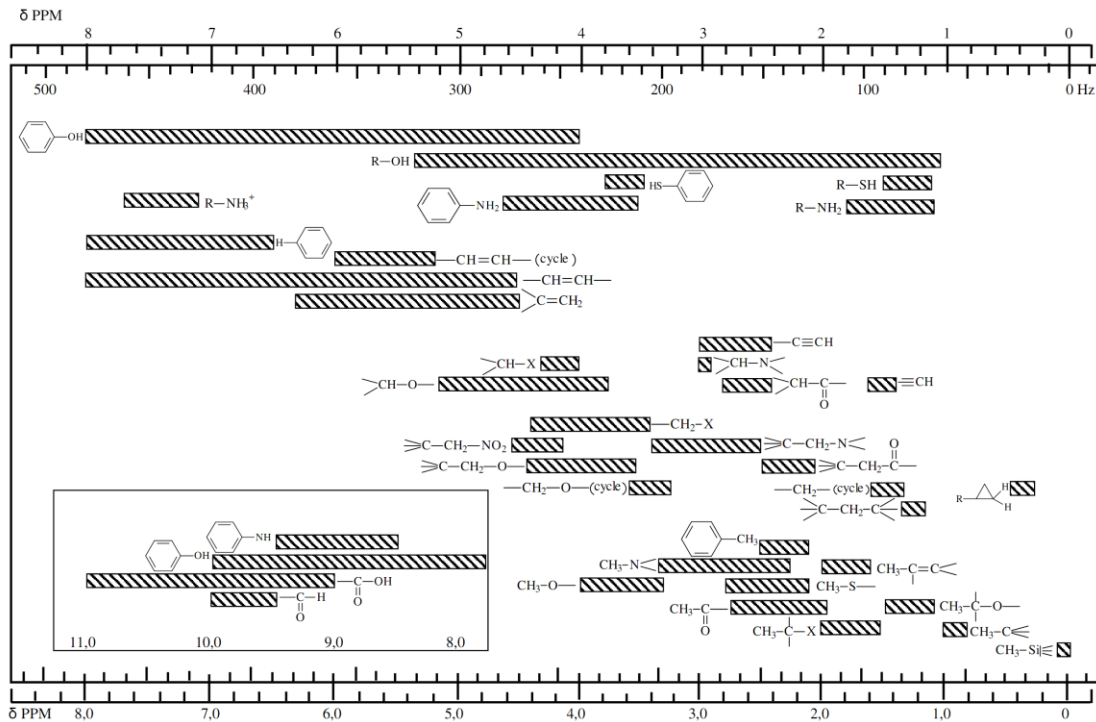 δ PPM
8 7 6 5 4 3 2 1 0
500 400 300 200 100 0 Hz
OH
R—OH
HS
R—SH
R—NH₃⁺
NH₂
R—NH₂
H
—CH=CH—(cycle)
—CH=CH—
=CH₂
—C≡CH
CH—X
CH—N
CH—O—
CH—C—
O
≡CH
—CH₂—X
C—CH₂—NO₂
C—CH₂—N
O
C—CH₂—O—
C—CH₂—C—
—CH₂—O—(cycle)
—CH₂—(cycle)
H
R
H
C—CH₂—C
NH
CH₃
OH
CH₃—N
CH₃—C=C
C—OH
O
CH₃—O—
CH₃—S—
C—H
O
CH₃—C
O
CH₃—C—O—
CH₃—C—X
CH₃—C
11,0 10,0 9,0 8,0
CH₃—Si
8,0 7,0 6,0 5,0 4,0 3,0 2,0 1,0 0
δ PPM